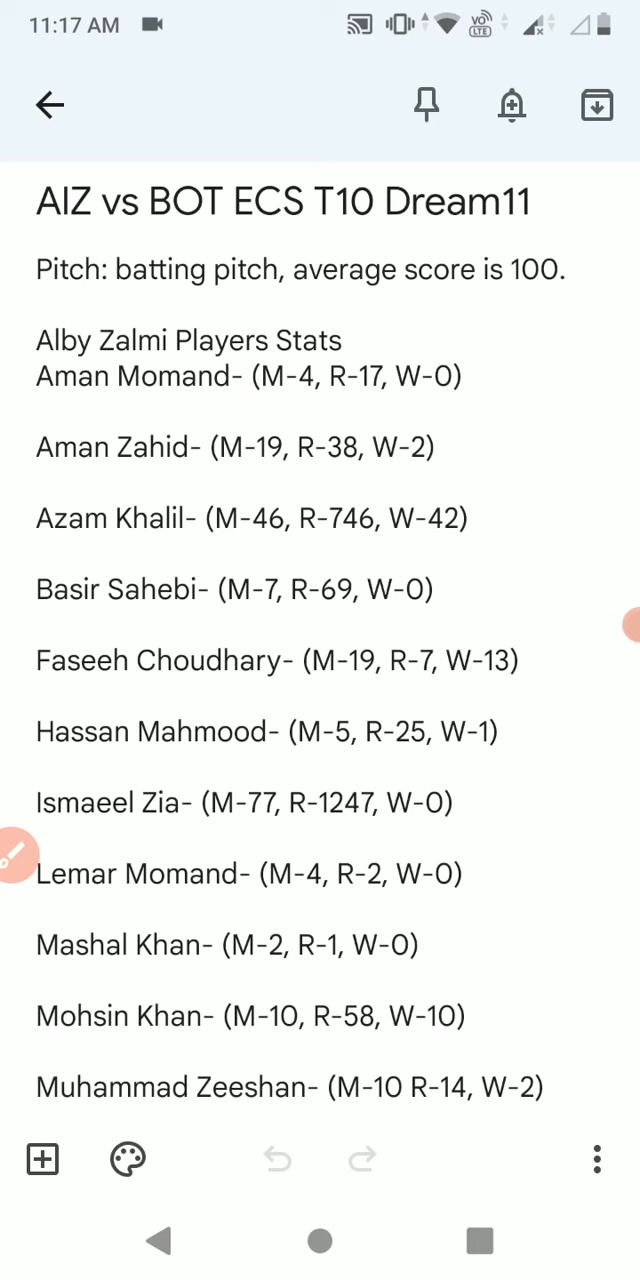 11:17 AM
VO LTE
AIZ vs BOT ECS T10 Dream11
Pitch: batting pitch, average score is 100.
Alby Zalmi Players Stats
Aman Momand- (M-4, R-17, W-0)
Aman Zahid- (M-19, R-38, W-2)
Azam Khalil- (M-46, R-746, W-42)
Basir Sahebi- (M-7, R-69, W-0)
Faseeh Choudhary- (M-19, R-7, W-13)
Hassan Mahmood- (M-5, R-25, W-1)
Ismaeel Zia- (M-77, R-1247, W-0)
Lemar Momand- (M-4, R-2, W-0)
Mashal Khan- (M-2, R-1, W-0)
Mohsin Khan- (M-10, R-58, W-10)
Muhammad Zeeshan- (M-10 R-14, W-2)